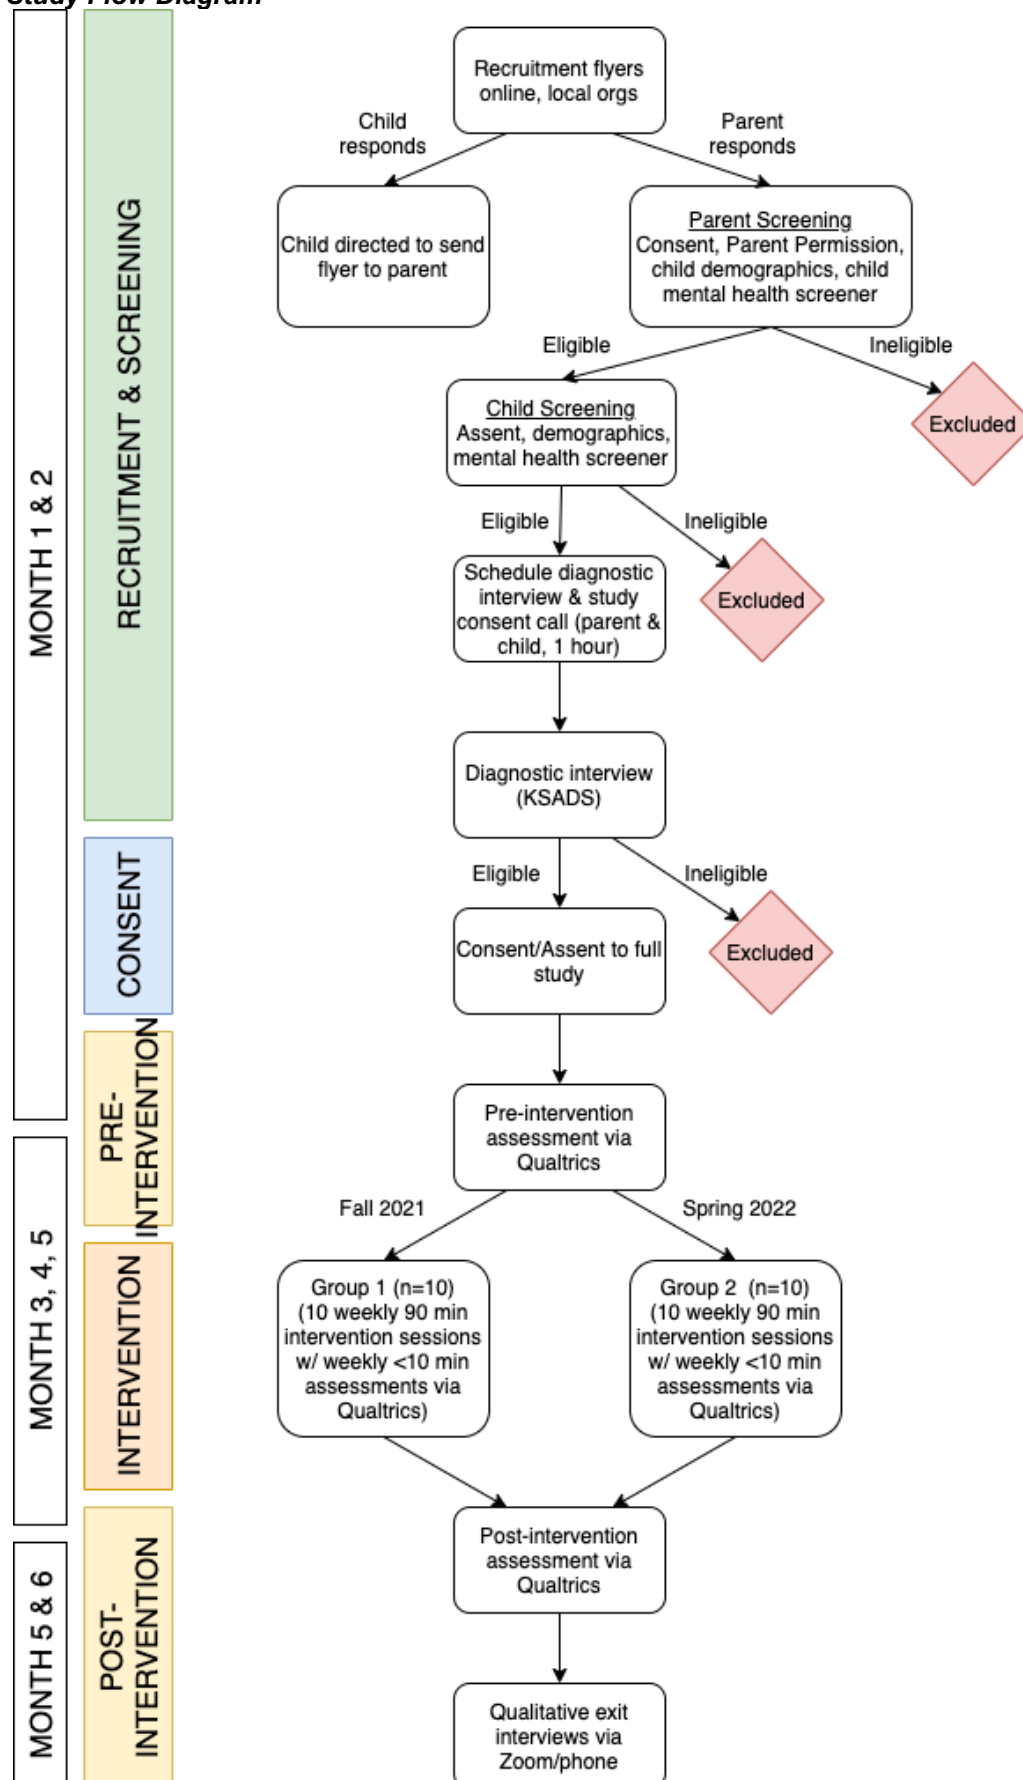 Study Flow Diagram
Recruitment flyers
online, local orgs
Child
responds
Parent
responds
Child directed to send
flyer to parent
Parent Screening
Consent, Parent Permission,
child demographics, child
mental health screener
Eligible
Ineligible
Child Screening
Assent, demographics,
mental health screener
Excluded
Eligible
Ineligible
Schedule diagnostic
interview & study
consent call (parent &
child, 1 hour)
Excluded
Diagnostic interview
(KSADS)
Eligible
Ineligible
Consent/Assent to full
study
Excluded
Pre-intervention
assessment via
Qualtrics
Fall 2021
Spring 2022
Group 1 (n=10)
(10 weekly 90 min
intervention sessions
w/ weekly <10 min
assessments via
Qualtrics)
Group 2 (n=10)
(10 weekly 90 min
intervention sessions
w/ weekly <10 min
assessments via
Qualtrics)
Post-intervention
assessment via
Qualtrics
Qualitative exit
interviews via
Zoom/phone
MONTH 1 & 2
MONTH 3, 4, 5
MONTH 5 & 6
RECRUITMENT & SCREENING
CONSENT
PRE-
INTERVENTION
INTERVENTION
POST-
INTERVENTION